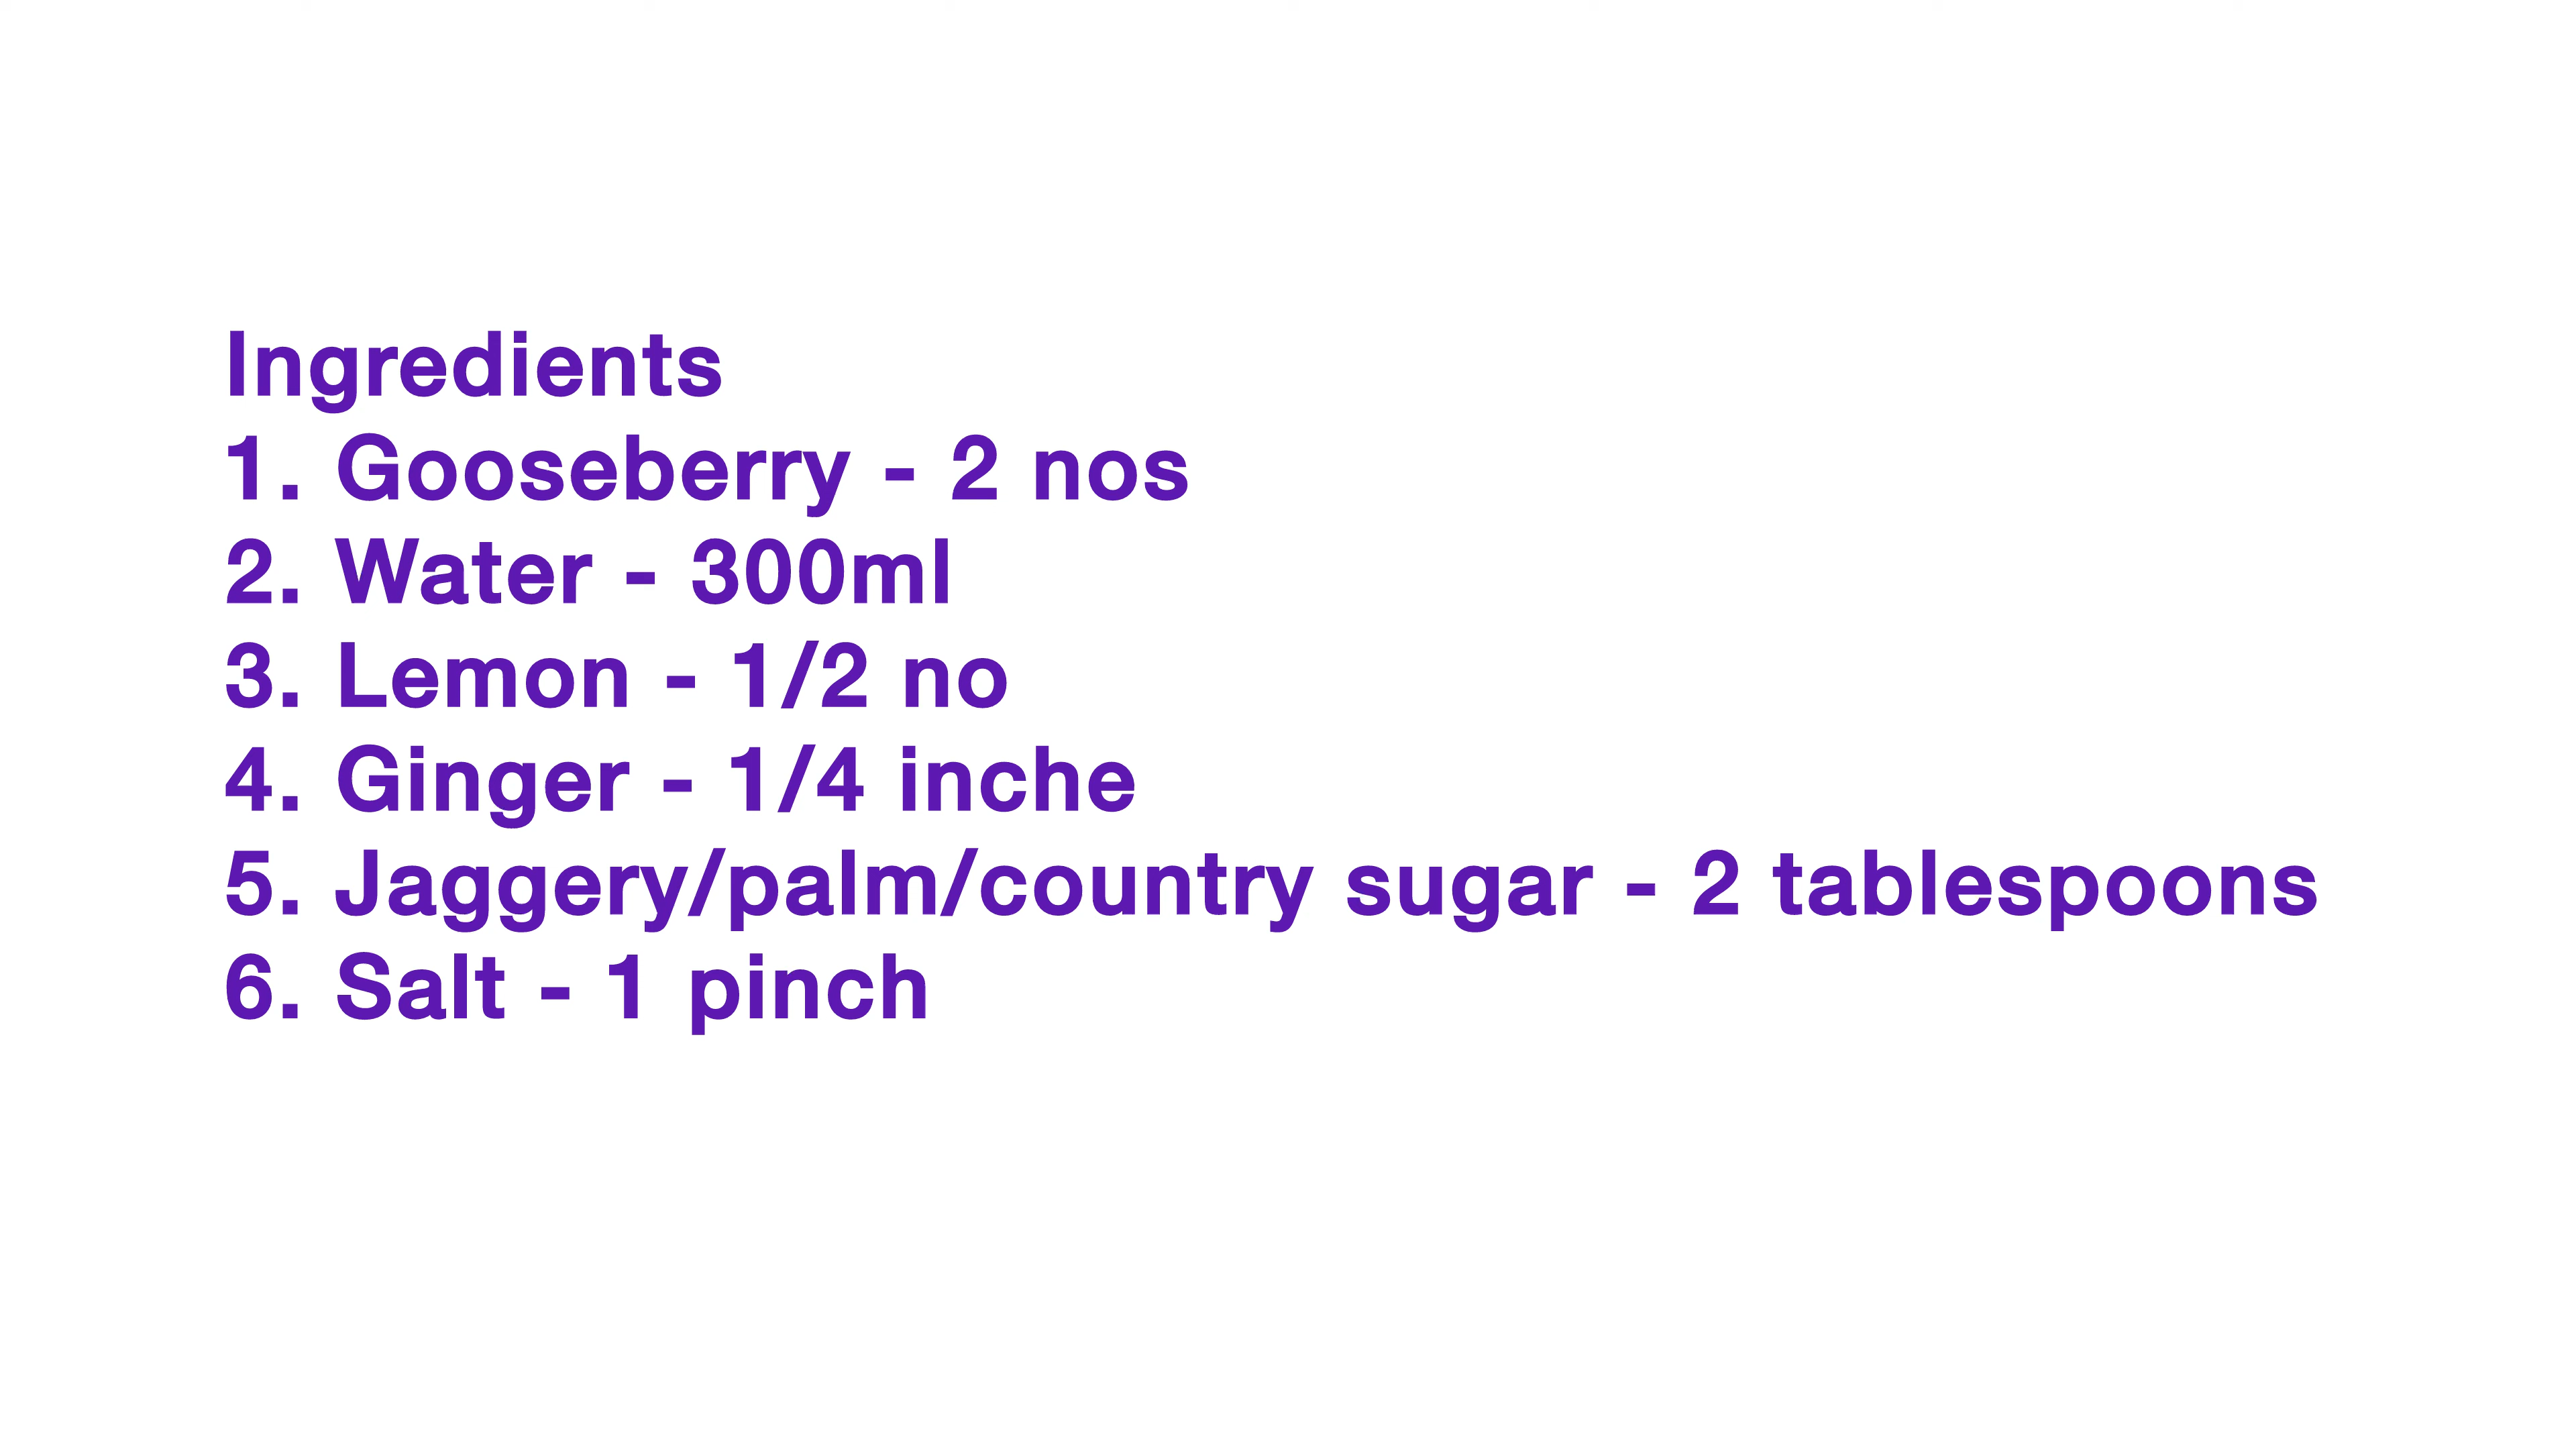 Ingredients
1. Gooseberry - 2 nos
2. Water - 300ml
3. Lemon - 1/2 no
4. Ginger - 1/4 inche
5. Jaggery/palm/country sugar - 2 tablespoons
6. Salt - 1 pinch